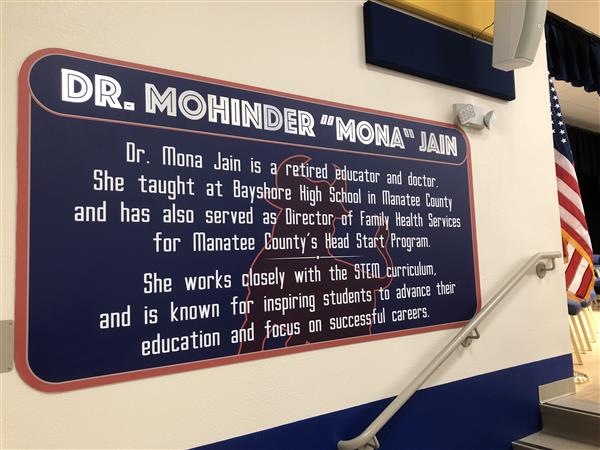 DR. MOHINDER "MONA" JAIN
Dr. Mona Jain is a retired educator and doctor.
She taught at Bayshore High School in Manatee County
and has also served as Director of Family Health Services
for Manatee County's Head Start Program.
She works closely with the STEM curriculum,
and is known for inspiring students to advance their
education and focus on successful careers.